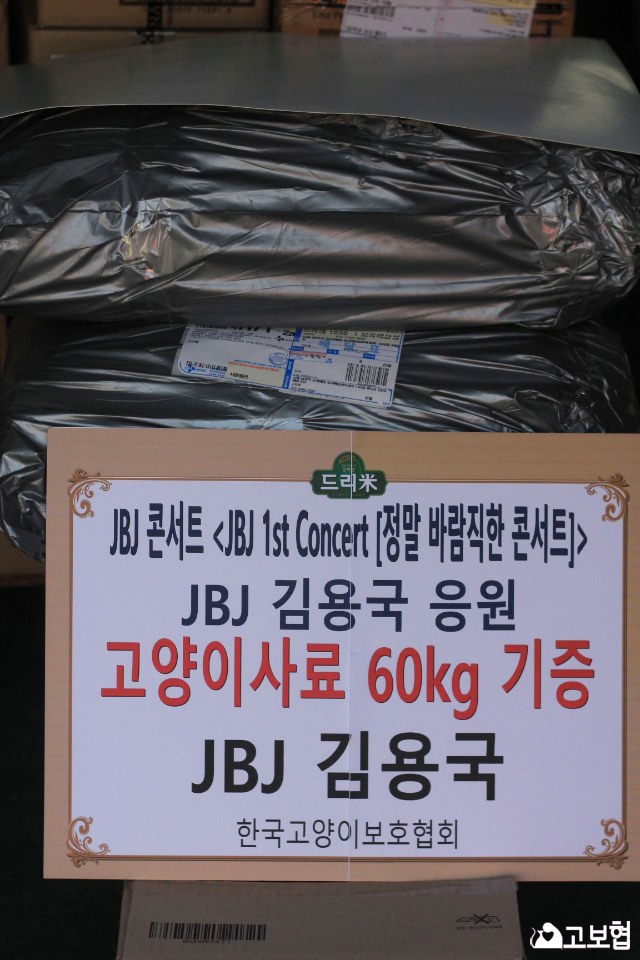 드리米
JBJ 콘서트 <JBJ 1st Concert [정말 바람직한 콘서트]>
JBJ 김용국 응원
고양이사료 60kg 기증
JBJ 김용국
한국고양이보호협회
고보협